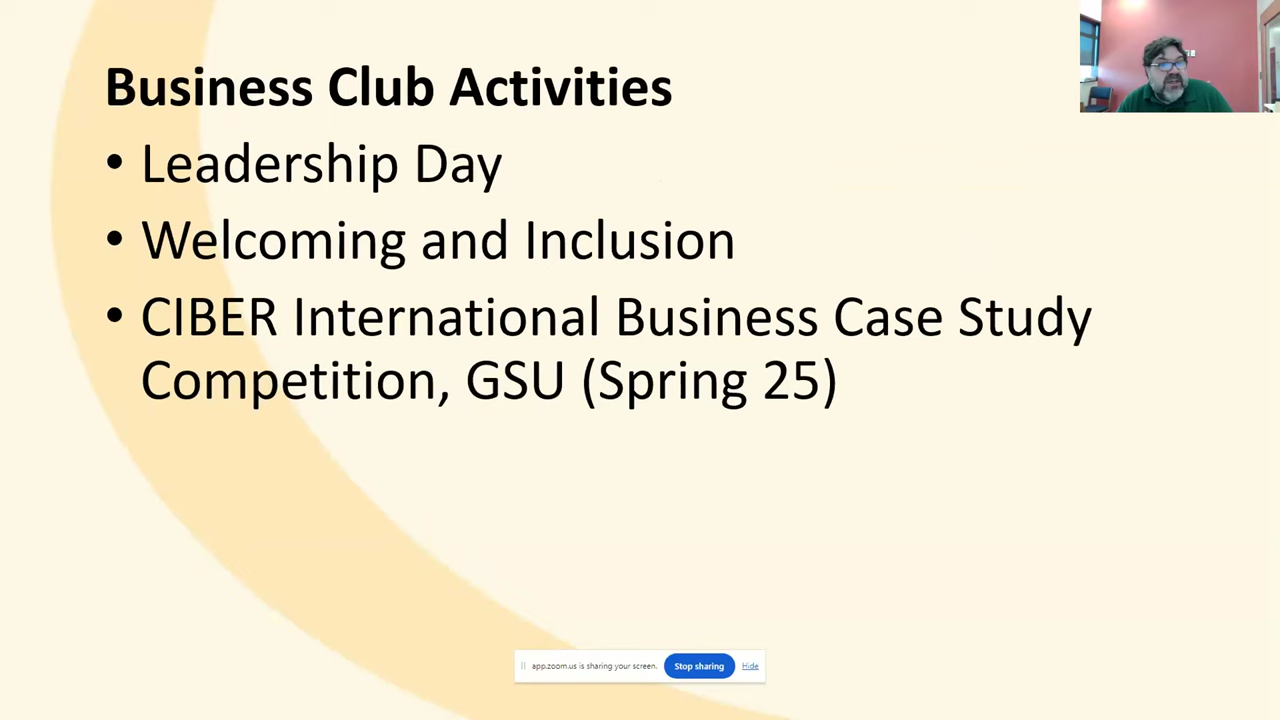 Business Club Activities
• Leadership Day
• Welcoming and Inclusion
• CIBER International Business Case Study
Competition, GSU (Spring 25)
app.zoom.us is sharing your screen. Stop sharing Hide